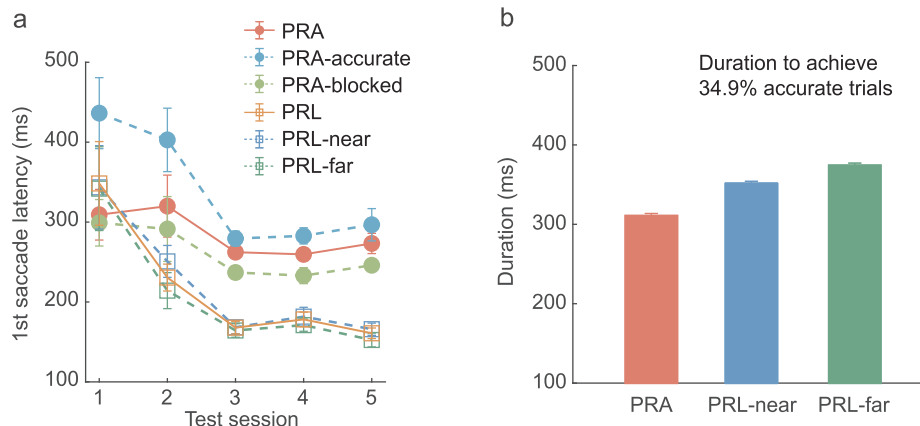 a
PRA
PRA-accurate
PRA-blocked
PRL
PRL-near
PRL-far
1st saccade latency (ms)
500
400
300
200
100
1 2 3 4 5
Test session
b
Duration to achieve
34.9% accurate trials
Duration (ms)
500
400
300
300
100
PRA PRL-near PRL-far